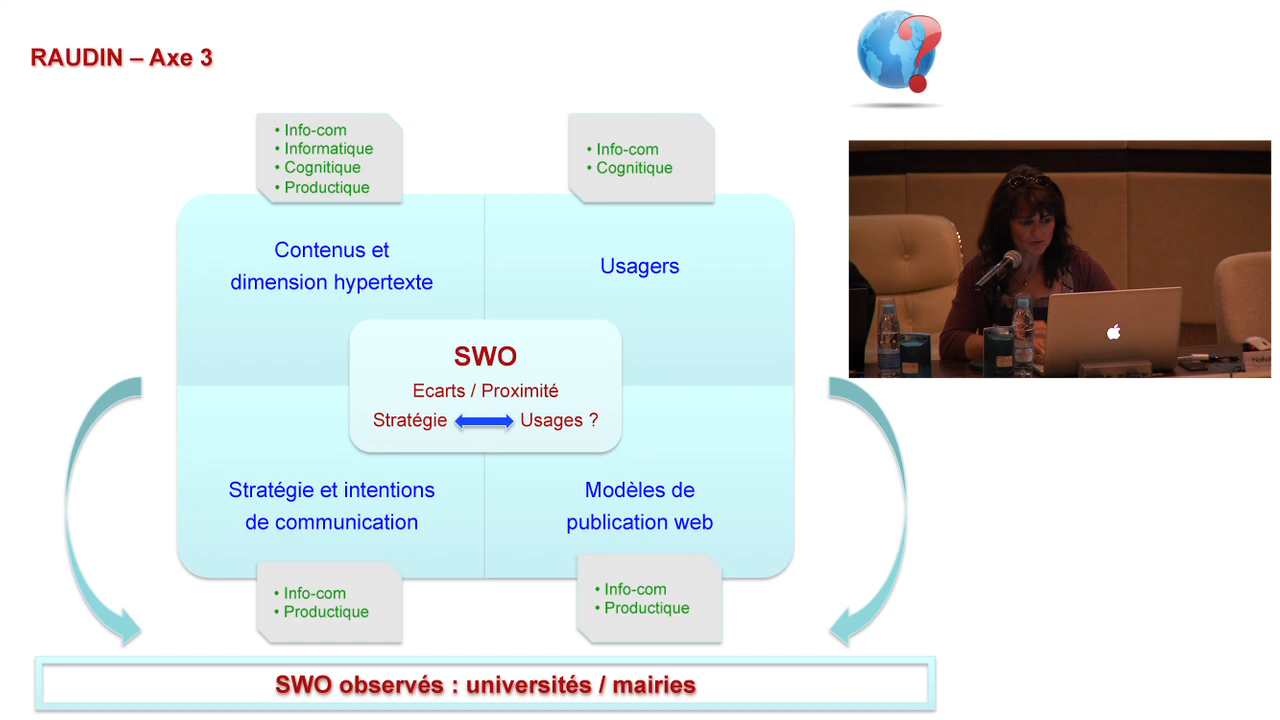 RAUDIN – Axe 3
• Info-com
• Informatique
• Cognitique
• Productique
• Info-com
• Cognitique
Contenus et
dimension hypertexte
Usagers
SWO
Ecarts / Proximité
Stratégie Usages ?
Stratégie et intentions
de communication
Modèles de
publication web
• Info-com
• Productique
• Info-com
• Productique
SWO observés : universités / mairies